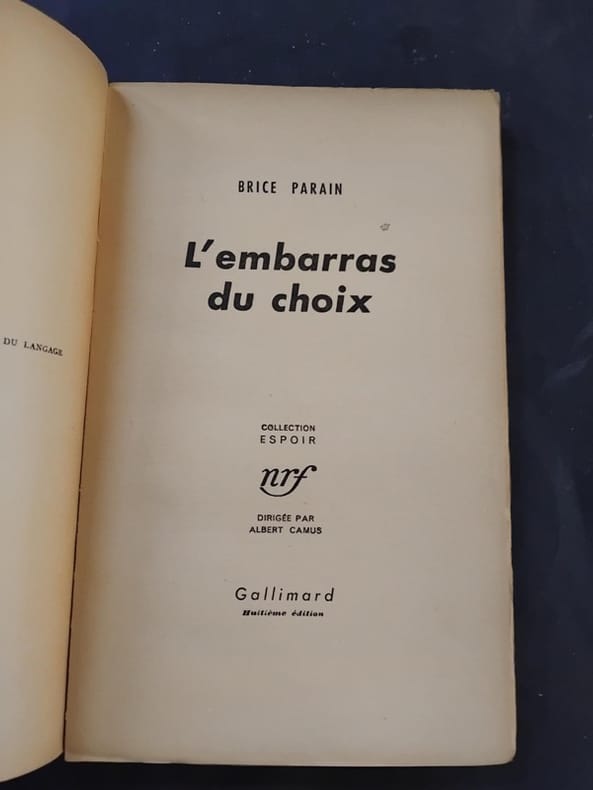 DU LANGAGE
BRICE PARAIN
L'embarras
du choix
COLLECTION
ESPOIR
nrf
DIRIGÉE PAR
ALBERT CAMUS
Gallimard
Huitième édition